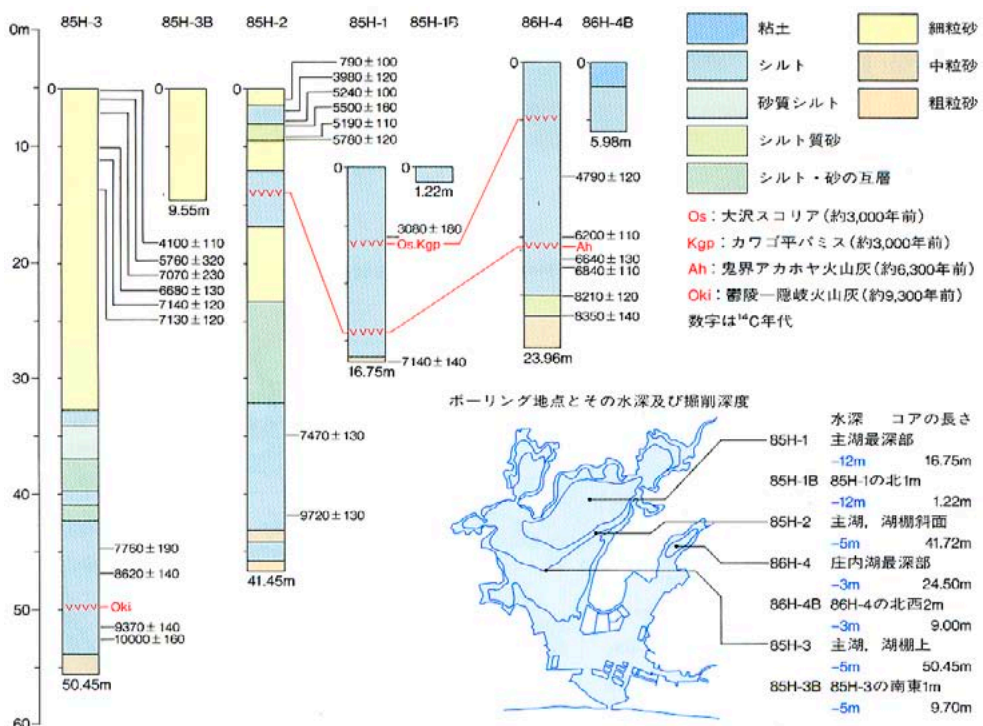 85H-3 85H-3B 85H-2 85H-1 85H-1B 86H-4 86H-4B
0m
10
20
30
40
50
60
0
4100±110
5760±320
7070±230
6680±130
7140±120
7130±120
7760±190
8620±140
Oki
9370±140
10000±160
50.45m
0
9.55m
0
790±100
3980±120
5240±100
5500±160
5190±110
5780±120
7470±130
9720±130
41.45m
0
3080±180
Os.Kgp
7140±140
16.75m
0
1.22m
0
4790±120
6200±110
Ah
6640±130
6840±110
8210±120
8350±140
23.96m
0
5.98m
粘土
シルト
砂質シルト
シルト質砂
シルト・砂の互層
細粒砂
中粒砂
粗粒砂
Os：大沢スコリア(約3,000年前)
Kgp：カワゴ平パミス(約3,000年前)
Ah：鬼界アカホヤ火山灰(約6,300年前)
Oki：鬱陵—隠岐火山灰(約9,300年前)
数字は¹⁴C年代
ボーリング地点とその水深及び掘削深度
水深 コアの長さ
85H-1 主湖最深部
-12m 16.75m
85H-1B 85H-1の北1m
-12m 1.22m
85H-2 主湖，湖棚斜面
-5m 41.72m
86H-4 庄内湖最深部
-3m 24.50m
86H-4B 86H-4の北西2m
-3m 9.00m
85H-3 主湖，湖棚上
-5m 50.45m
85H-3B 85H-3の南東1m
-5m 9.70m